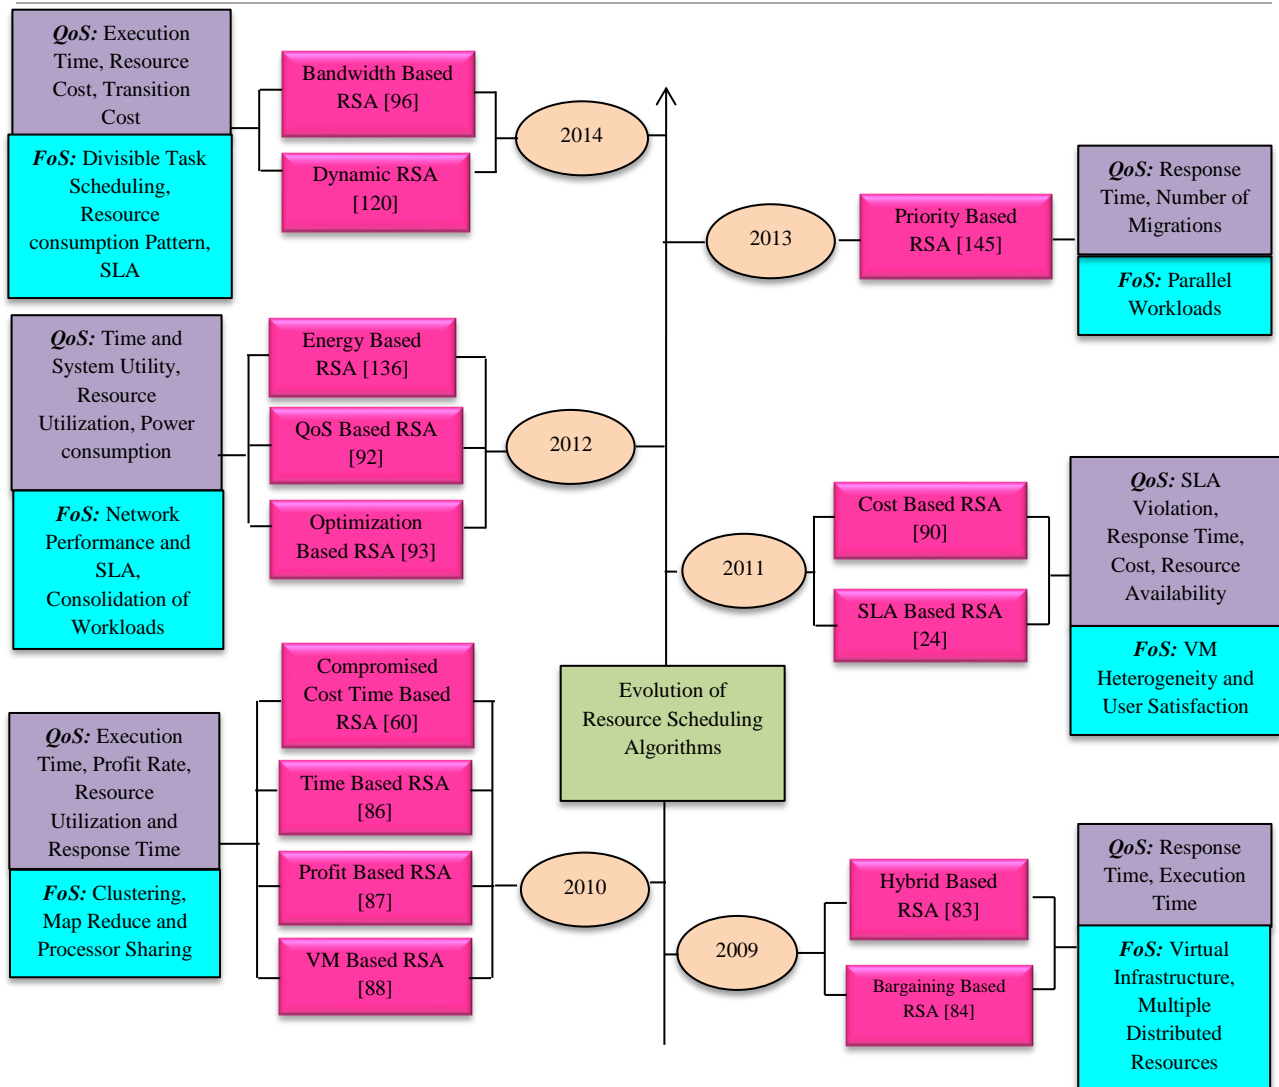 QoS: Execution
Time, Resource
Cost, Transition
Cost
FoS: Divisible Task
Scheduling,
Resource
consumption Pattern,
SLA
Bandwidth Based
RSA [96]
Dynamic RSA
[120]
2014
2013
Priority Based
RSA [145]
QoS: Response
Time, Number of
Migrations
FoS: Parallel
Workloads
QoS: Time and
System Utility,
Resource
Utilization, Power
consumption
FoS: Network
Performance and
SLA,
Consolidation of
Workloads
Energy Based
RSA [136]
QoS Based RSA
[92]
Optimization
Based RSA [93]
2012
2011
Cost Based RSA
[90]
SLA Based RSA
[24]
QoS: SLA
Violation,
Response Time,
Cost, Resource
Availability
FoS: VM
Heterogeneity and
User Satisfaction
Evolution of
Resource Scheduling
Algorithms
QoS: Execution
Time, Profit Rate,
Resource
Utilization and
Response Time
FoS: Clustering,
Map Reduce and
Processor Sharing
Compromised
Cost Time Based
RSA [60]
Time Based RSA
[86]
Profit Based RSA
[87]
VM Based RSA
[88]
2010
2009
Hybrid Based
RSA [83]
Bargaining Based
RSA [84]
QoS: Response
Time, Execution
Time
FoS: Virtual
Infrastructure,
Multiple
Distributed
Resources